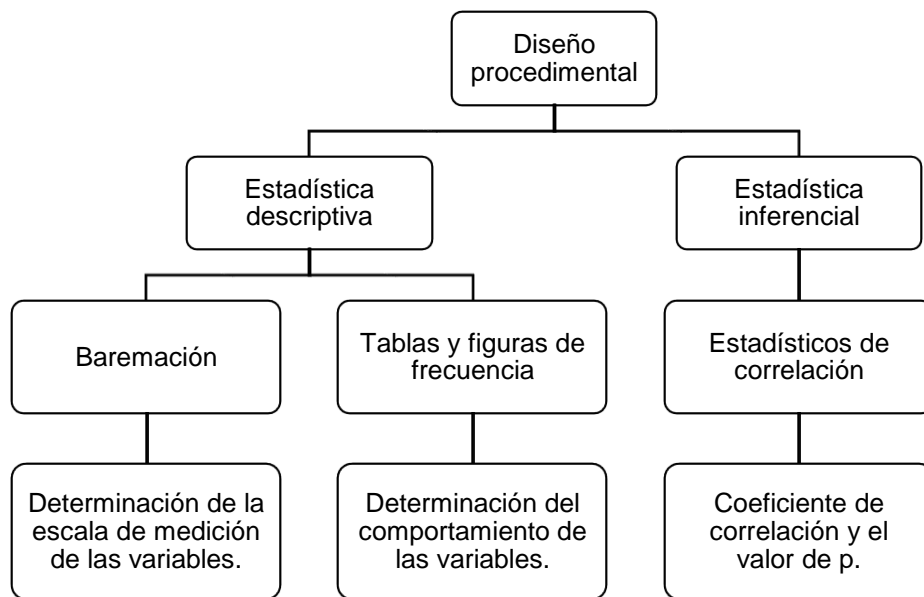 Diseño
procedimental
Estadística
descriptiva
Estadística
inferencial
Baremación
Tablas y figuras de
frecuencia
Estadísticos de
correlación
Determinación de la
escala de medición
de las variables.
Determinación del
comportamiento de
las variables.
Coeficiente de
correlación y el
valor de p.